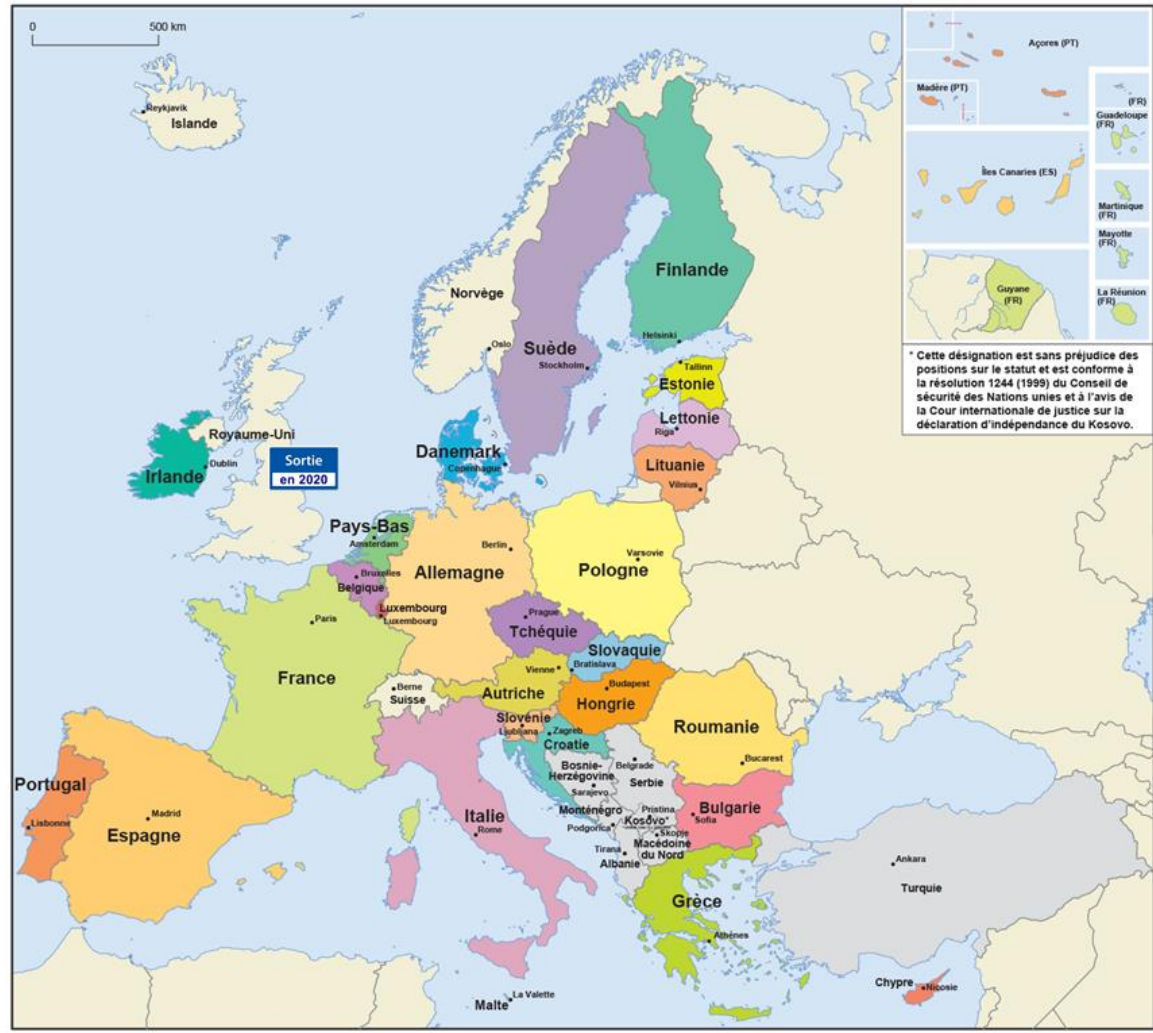 0
500 km
Reykjavik
Islande
Açores (PT)
Madère (PT)
(FR)
Guadeloupe
(FR)
Îles Canaries (ES)
Martinique
(FR)
Mayotte
(FR)
Guyane
(FR)
La Réunion
(FR)
* Cette désignation est sans préjudice des
positions sur le statut et est conforme à
la résolution 1244 (1999) du Conseil de
sécurité des Nations unies et à l'avis de
la Cour internationale de justice sur la
déclaration d'indépendance du Kosovo.
Finlande
Helsinki
Norvège
Oslo
Suède
Stockholm
Tallinn
Estonie
Lettonie
Riga
Lituanie
Vilnius
Royaume-Uni
Sortie
en 2020
Dublin
Irlande
Danemark
Copenhague
Pays-Bas
Amsterdam
Berlin
Allemagne
Varsovie
Pologne
Bruxelles
Belgique
Luxembourg
Luxembourg
Paris
France
Prague
Tchéquie
Slovaquie
Bratislava
Vienne
Autriche
Budapest
Hongrie
Berne
Suisse
Slovénie
Ljubljana
Zagreb
Croatie
Roumanie
Bucarest
Bosnie-
Herzégovine
Sarajevo
Belgrade
Serbie
Monténégro
Podgorica
Pristina
Kosovo*
Skopje
Macédoine
du Nord
Tirana
Albanie
Bulgarie
Sofia
Portugal
Lisbonne
Madrid
Espagne
Italie
Rome
Grèce
Athènes
Ankara
Turquie
Chypre
Nicosie
La Valette
Malte